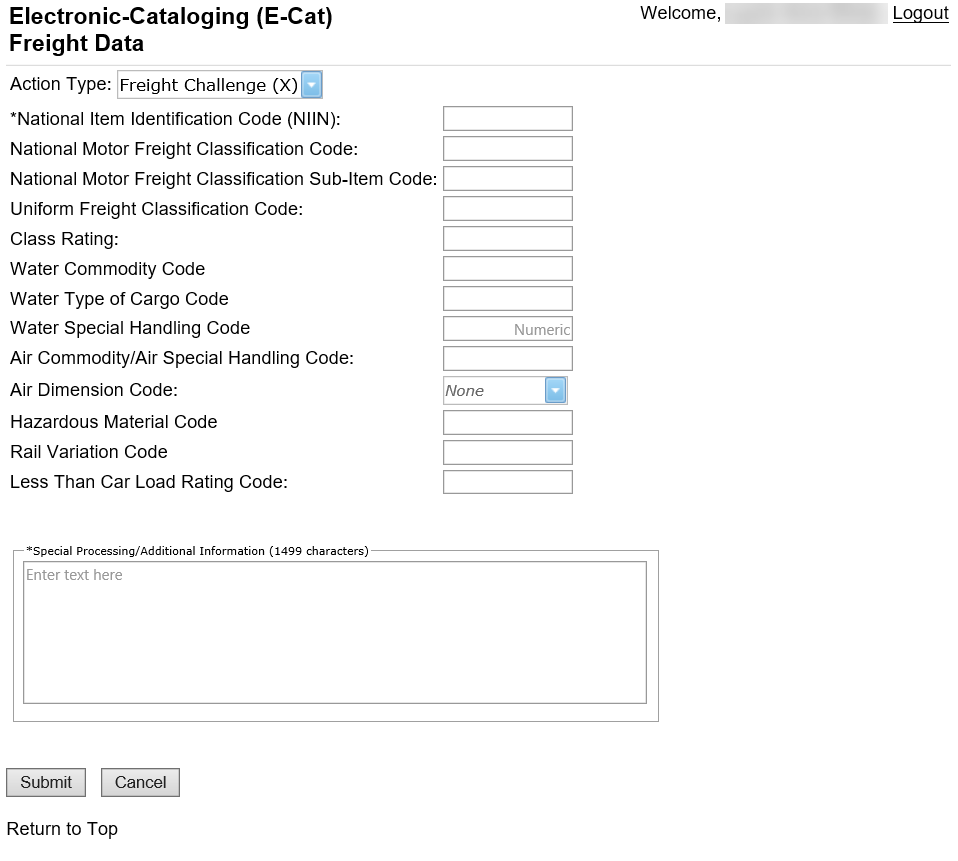 Electronic-Cataloging (E-Cat)
Freight Data
Welcome, Logout
Action Type: Freight Challenge (X)
*National Item Identification Code (NIIN):
National Motor Freight Classification Code:
National Motor Freight Classification Sub-Item Code:
Uniform Freight Classification Code:
Class Rating:
Water Commodity Code
Water Type of Cargo Code
Water Special Handling Code Numeric
Air Commodity/Air Special Handling Code:
Air Dimension Code: None
Hazardous Material Code
Rail Variation Code
Less Than Car Load Rating Code:
*Special Processing/Additional Information (1499 characters)
Enter text here
Submit Cancel
Return to Top